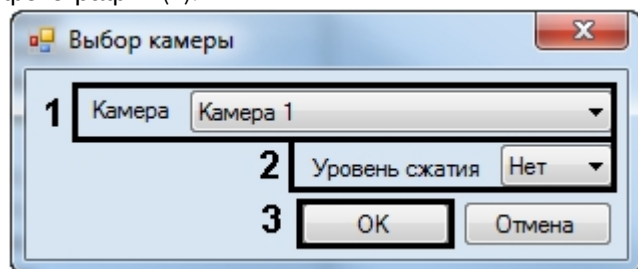 Выбор камеры
1 Камера Камера 1
2 Уровень сжатия Нет
3 OK Отмена